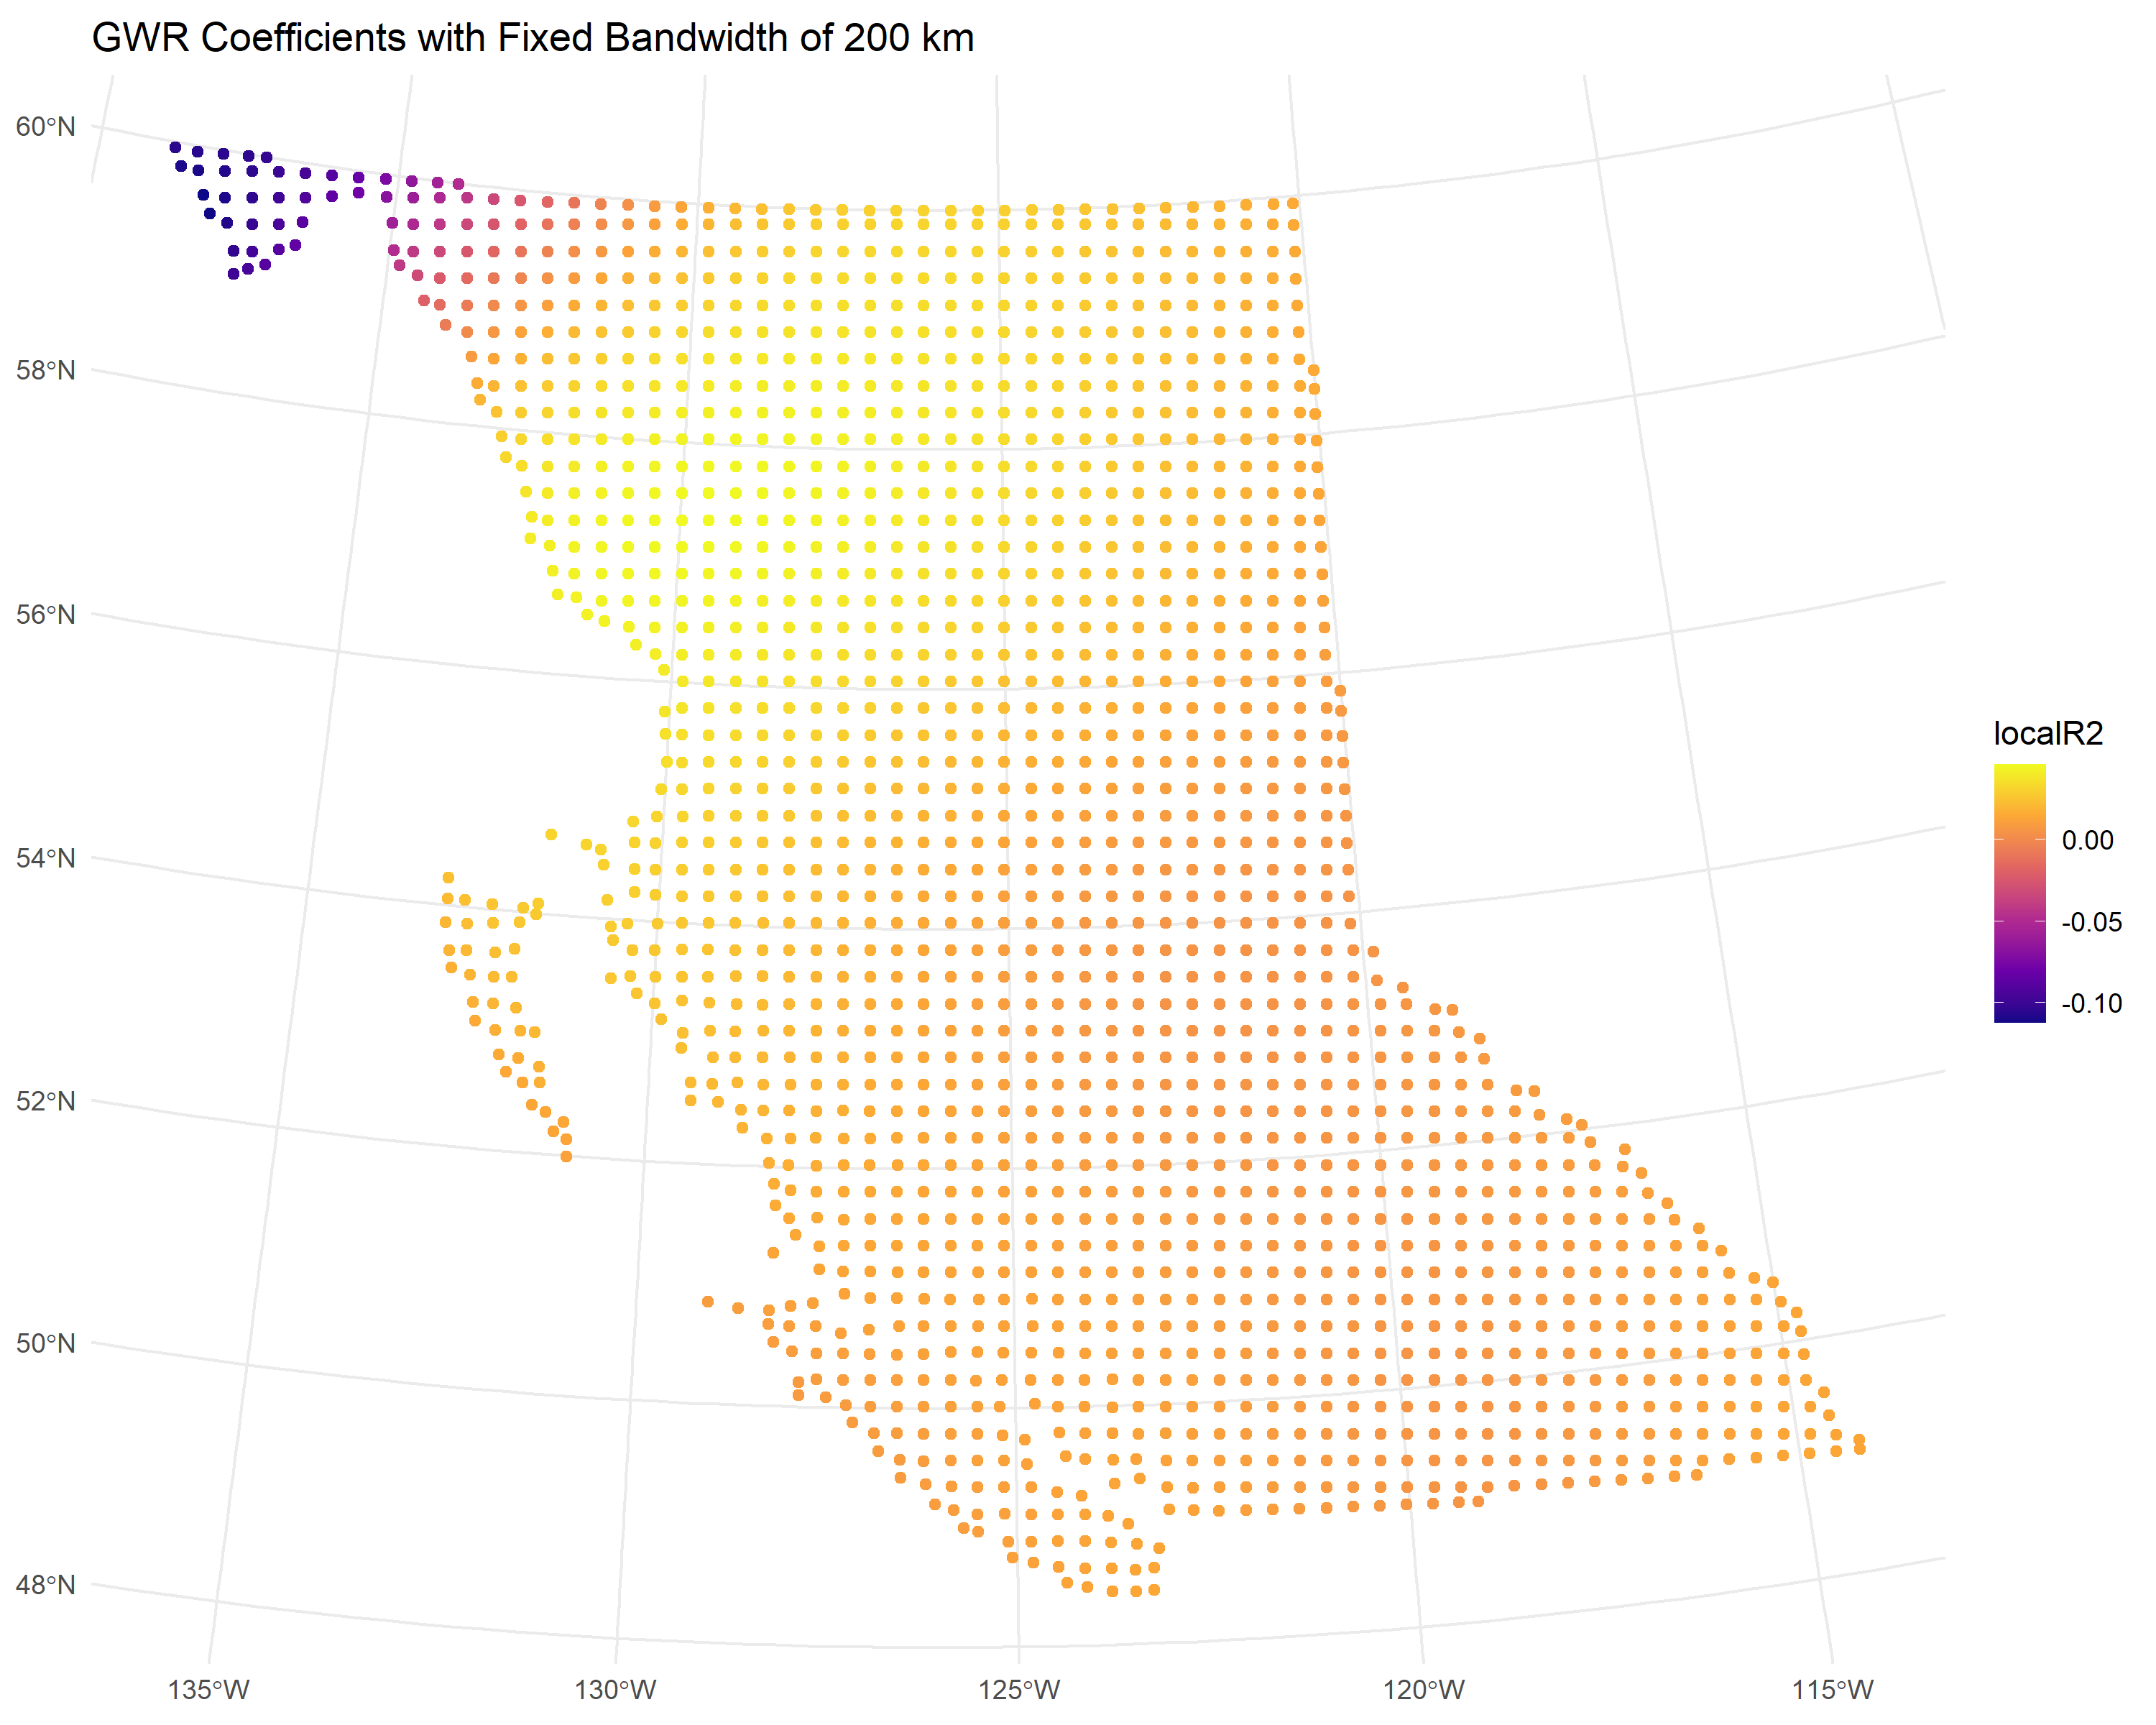 GWR Coefficients with Fixed Bandwidth of 200 km
60°N
58°N
56°N
54°N
52°N
50°N
48°N
135°W
130°W
125°W
120°W
115°W
localR2
0.00
-0.05
-0.10